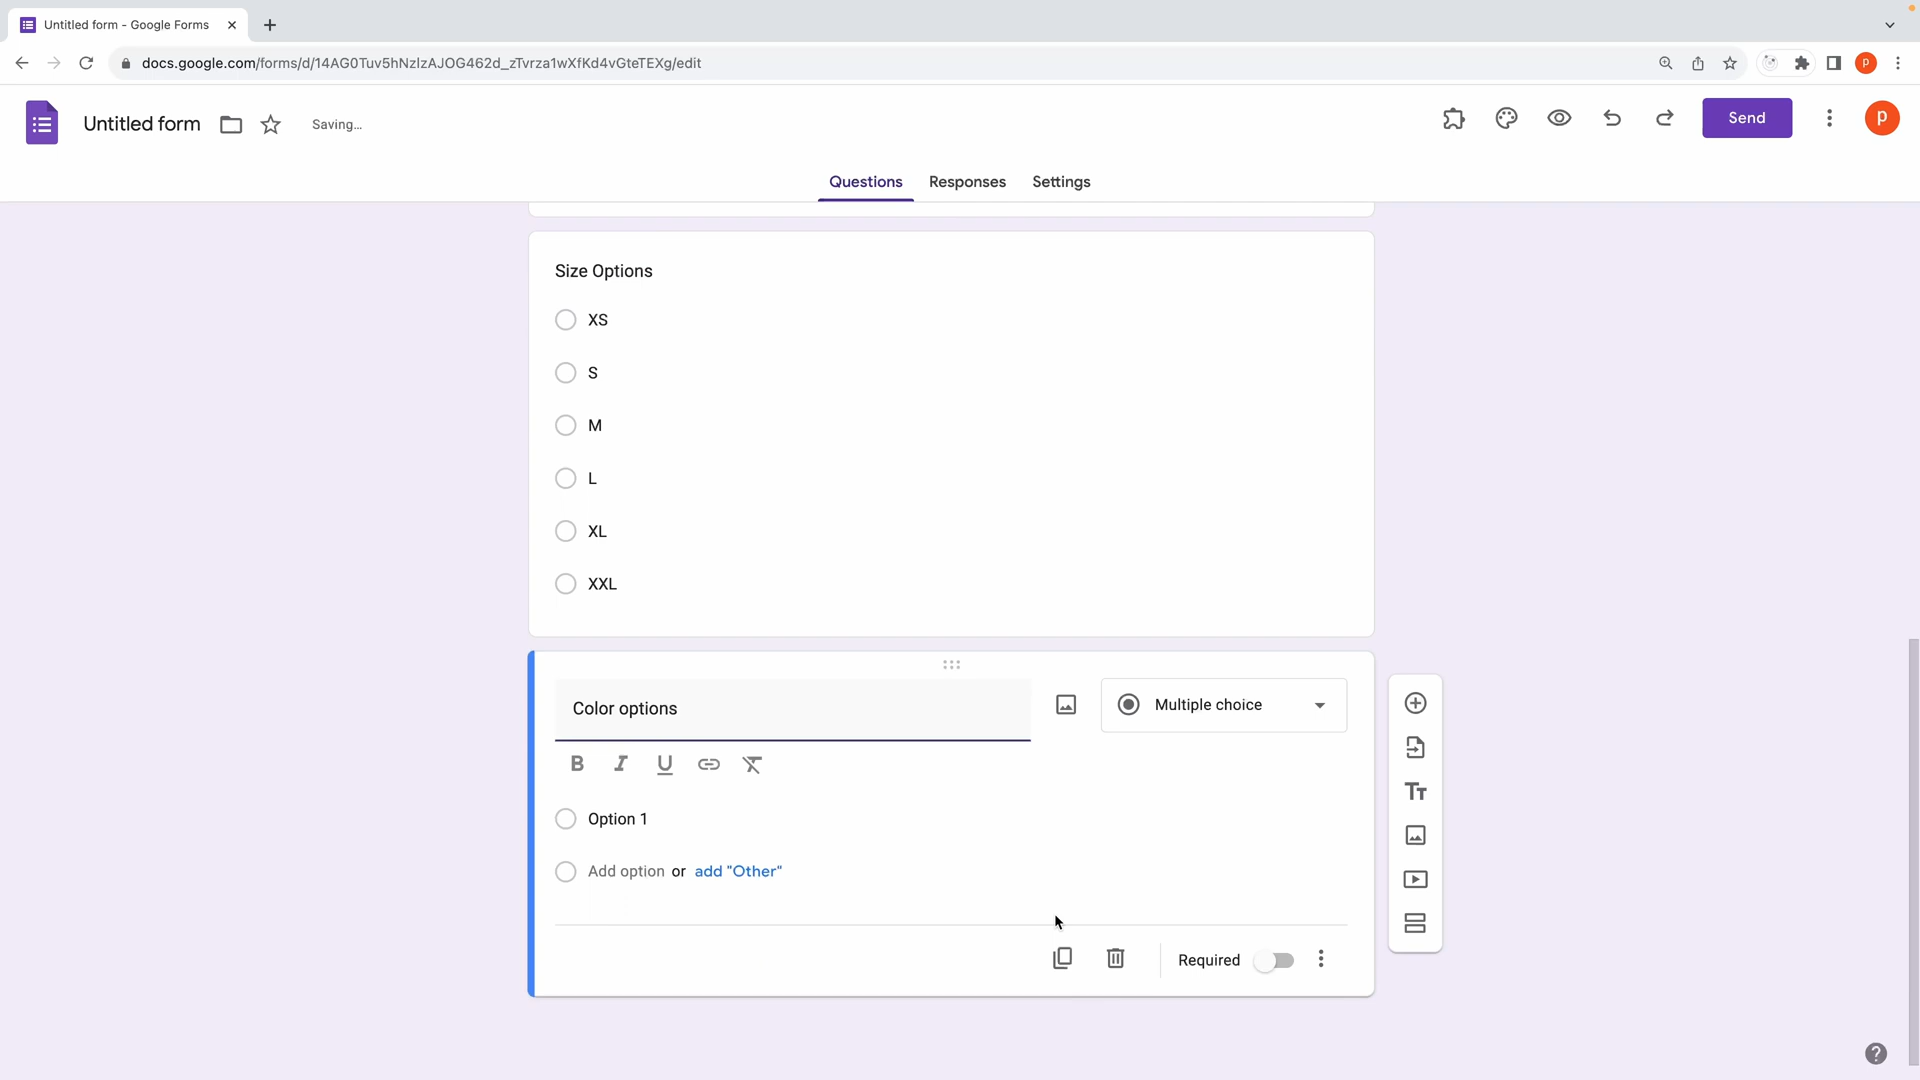 Untitled form - Google Forms
docs.google.com/forms/d/14AG0Tuv5hNzIzAJOG462d_zTvrza1wXfKd4vGteTEXg/edit
P
Untitled form
Saving...
Send
P
Questions Responses Settings
Size Options
XS
S
M
L
XL
XXL
Color options
Multiple choice
B I U
Option 1
Add option or add "Other"
Required